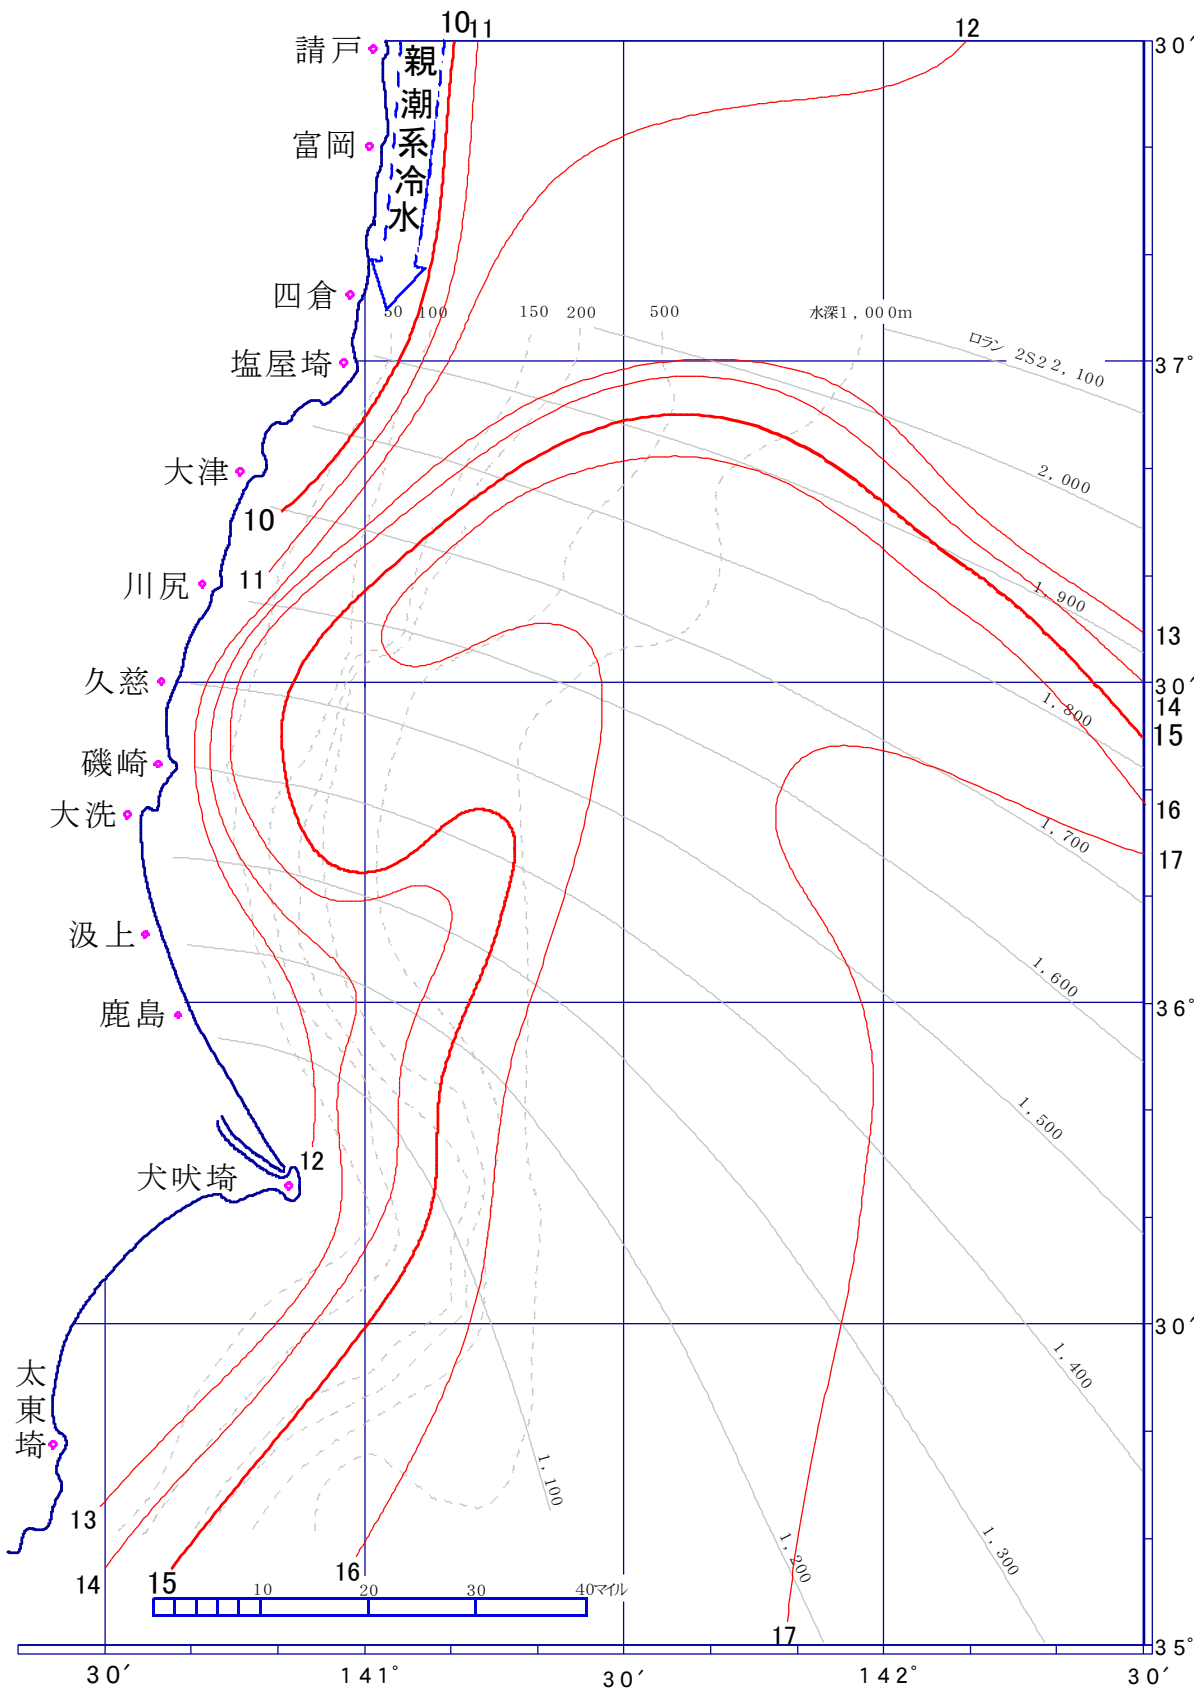 10
11
12
30′
請戸
親潮系冷水
富岡
四倉
50
100
150
200
500
水深1,000m
ロラン 2S2 2,100
37°
塩屋埼
大津
2,000
10
11
川尻
1,900
13
久慈
30′
14
1,800
15
磯崎
大洗
16
1,700
17
汲上
1,600
鹿島
36°
1,500
12
犬吠埼
30′
1,400
太東埼
1,100
13
1,200
1,300
14
15
16
10
20
30
40マイル
17
35°
30′
141°
30′
142°
30′